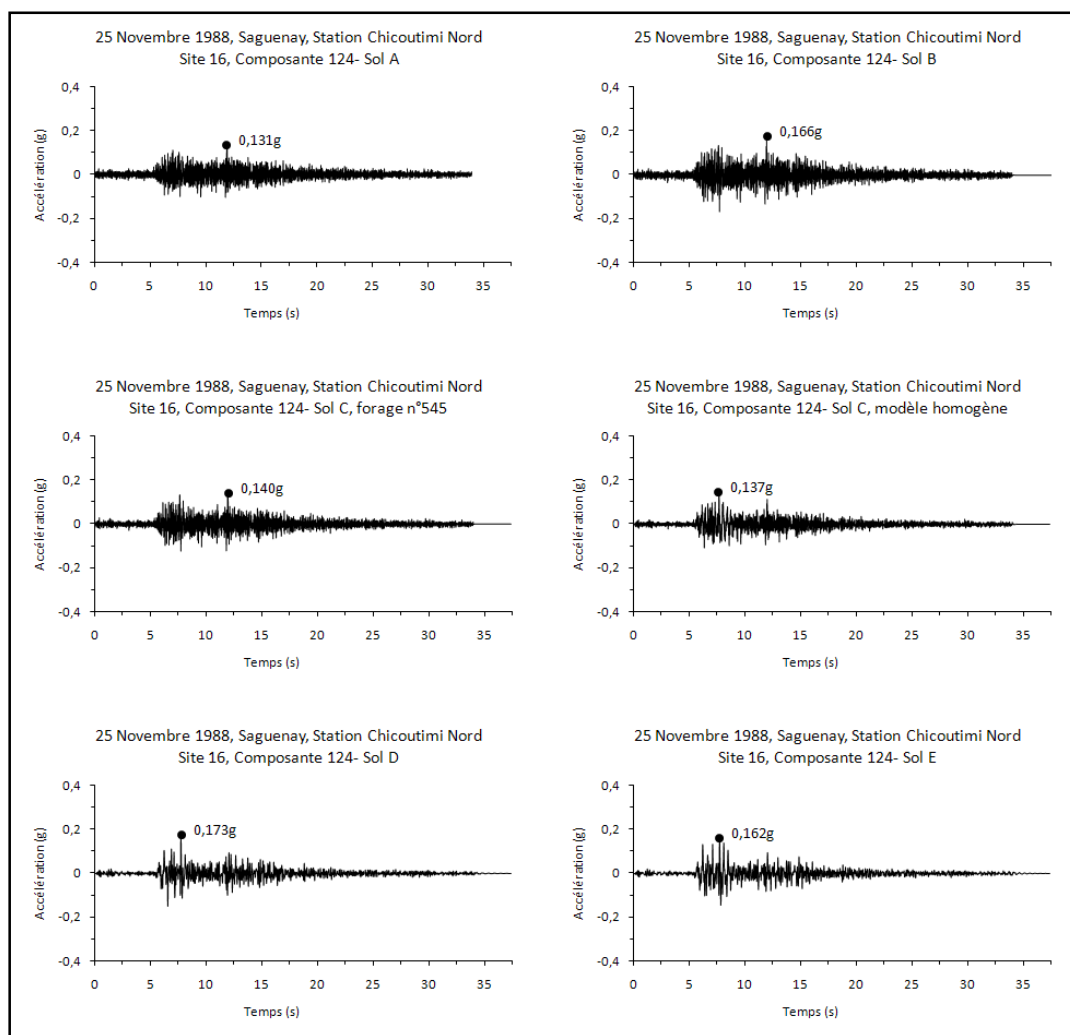 25 Novembre 1988, Saguenay, Station Chicoutimi Nord
Site 16, Composante 124- Sol A
0,4
0,2
0
-0,2
-0,4
Accélération (g)
0,131g
0 5 10 15 20 25 30 35
Temps (s)
25 Novembre 1988, Saguenay, Station Chicoutimi Nord
Site 16, Composante 124- Sol B
0,4
0,2
0
-0,2
-0,4
Accélération (g)
0,166g
0 5 10 15 20 25 30 35
Temps (s)
25 Novembre 1988, Saguenay, Station Chicoutimi Nord
Site 16, Composante 124- Sol C, forage n°545
0,4
0,2
0
-0,2
-0,4
Accélération (g)
0,140g
0 5 10 15 20 25 30 35
Temps (s)
25 Novembre 1988, Saguenay, Station Chicoutimi Nord
Site 16, Composante 124- Sol C, modèle homogène
0,4
0,2
0
-0,2
-0,4
Accélération (g)
0,137g
0 5 10 15 20 25 30 35
Temps (s)
25 Novembre 1988, Saguenay, Station Chicoutimi Nord
Site 16, Composante 124- Sol D
0,4
0,2
0
-0,2
-0,4
Accélération (g)
0,173g
0 5 10 15 20 25 30 35
Temps (s)
25 Novembre 1988, Saguenay, Station Chicoutimi Nord
Site 16, Composante 124- Sol E
0,4
0,2
0
-0,2
-0,4
Accélération (g)
0,162g
0 5 10 15 20 25 30 35
Temps (s)